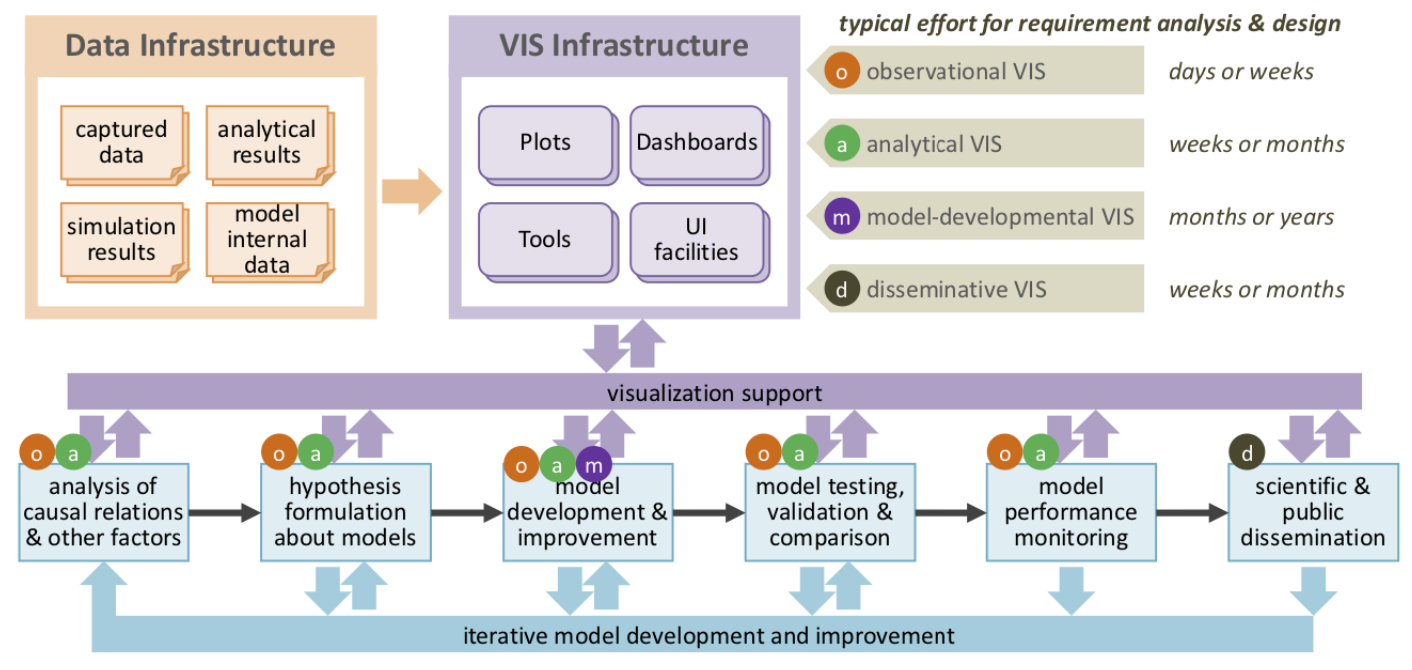 Data Infrastructure
captured
data
analytical
results
simulation
results
model
internal
data
VIS Infrastructure
Plots
Dashboards
Tools
UI
facilities
typical effort for requirement analysis & design
o observational VIS days or weeks
a analytical VIS weeks or months
m model-developmental VIS months or years
d disseminative VIS weeks or months
visualization support
o a
analysis of
causal relations
& other factors
o a
hypothesis
formulation
about models
o a m
model
development &
improvement
o a
model testing,
validation &
comparison
o a
model
performance
monitoring
d
scientific &
public
dissemination
iterative model development and improvement